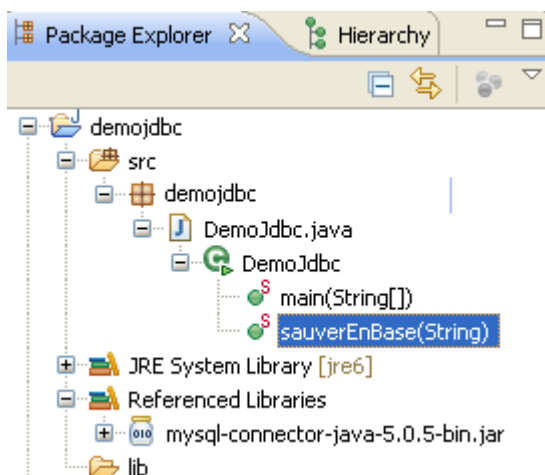 Package Explorer Hierarchy
demojdbc
src
demojdbc
J DemoJdbc.java
DemoJdbc
S main(String[])
S sauverEnBase(String)
JRE System Library [jre6]
Referenced Libraries
010 mysql-connector-java-5.0.5-bin.jar
lib